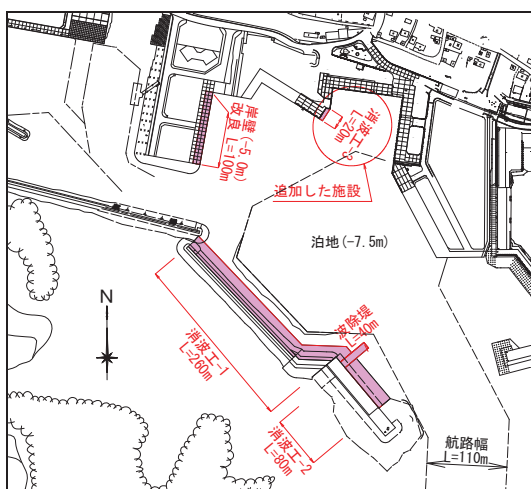 岸壁(-5.0m)
改良 L=100m
消波工-3
L=20m
追加した施設
泊地(-7.5m)
N
波除堤
L=40m
消波工-1
L=260m
消波工-2
L=80m
航路幅
L=110m